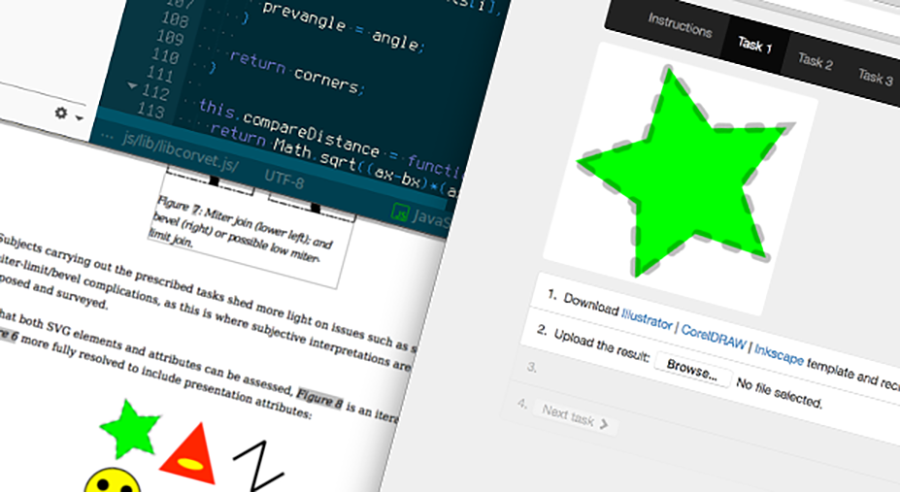 ts[i],
107
108
109
110
111
112
113
prevangle = angle;
}
return corners;
}
this.compareDistance = functi
return Math.sqrt((ax-bx)*(a
... js/lib/libcorvet.js/
UTF-8
JavaS
Figure 7: Miter join (lower left); and
bevel (right) or possible low miter-
limit join.
Subjects carrying out the prescribed tasks shed more light on issues such as s
iter-limit/bevel complications, as this is where subjective interpretations are
posed and surveyed.
hat both SVG elements and attributes can be assessed, Figure 8 is an itera
re 6 more fully resolved to include presentation attributes:
Instructions
Task 1
Task 2
Task 3
1. Download Illustrator | CorelDRAW | Inkscape template and recr
2. Upload the result: Browse... No file selected.
3.
4. Next task